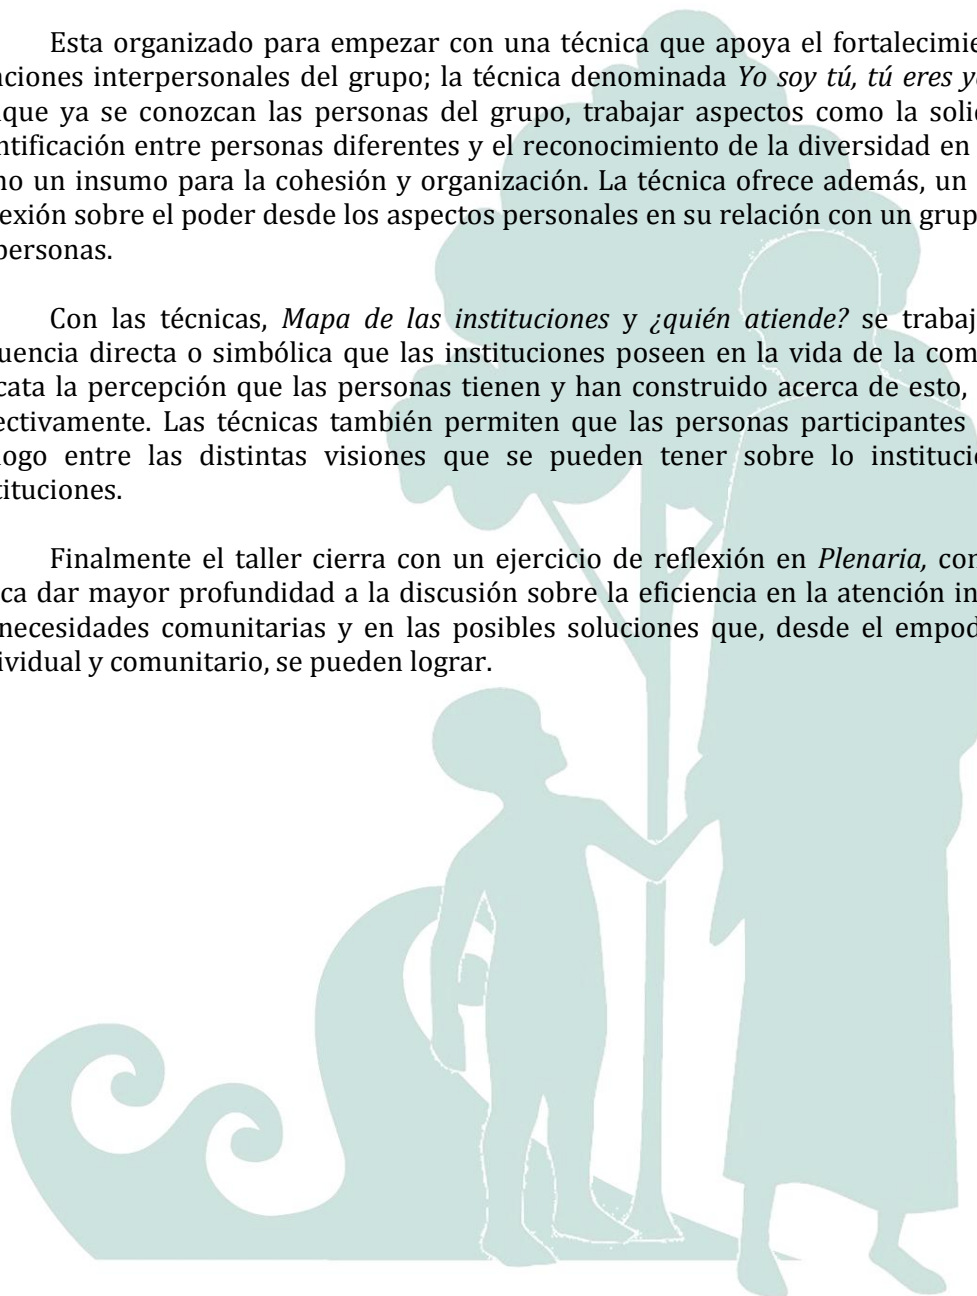 Esta organizado para empezar con una técnica que apoya el fortalecimie
aciones interpersonales del grupo; la técnica denominada Yo soy tú, tú eres y
que ya se conozcan las personas del grupo, trabajar aspectos como la solid
ntificación entre personas diferentes y el reconocimiento de la diversidad en
mo un insumo para la cohesión y organización. La técnica ofrece además, un
exión sobre el poder desde los aspectos personales en su relación con un grup
personas.
Con las técnicas, Mapa de las instituciones y ¿quién atiende? se trabaj
uencia directa o simbólica que las instituciones poseen en la vida de la com
cata la percepción que las personas tienen y han construido acerca de esto,
ectivamente. Las técnicas también permiten que las personas participantes
logo entre las distintas visiones que se pueden tener sobre lo institucio
tituciones.
Finalmente el taller cierra con un ejercicio de reflexión en Plenaria, con
ca dar mayor profundidad a la discusión sobre la eficiencia en la atención in
necesidades comunitarias y en las posibles soluciones que, desde el empod
ividual y comunitario, se pueden lograr.